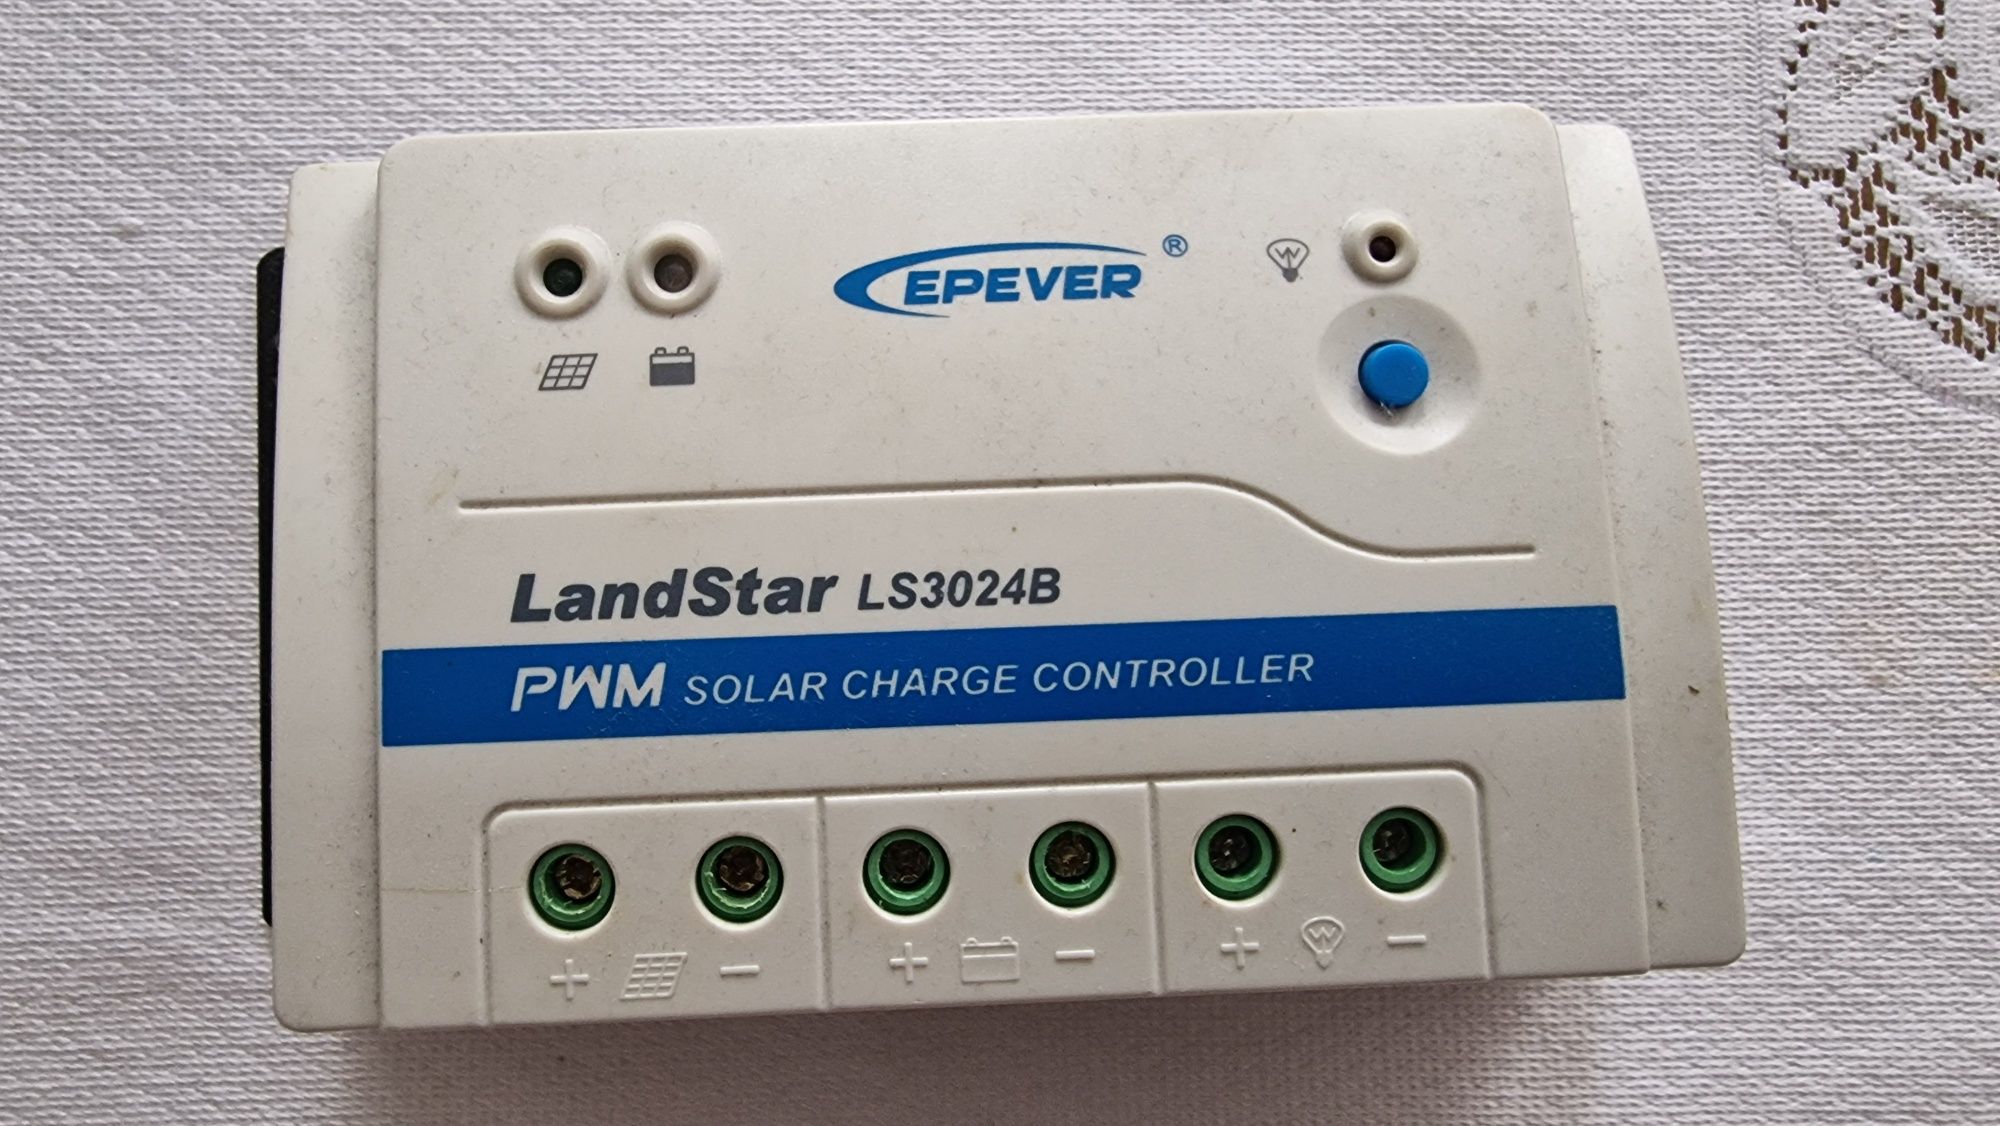 EPEVER ®
LandStar LS3024B
PWM SOLAR CHARGE CONTROLLER
+ − + − + −